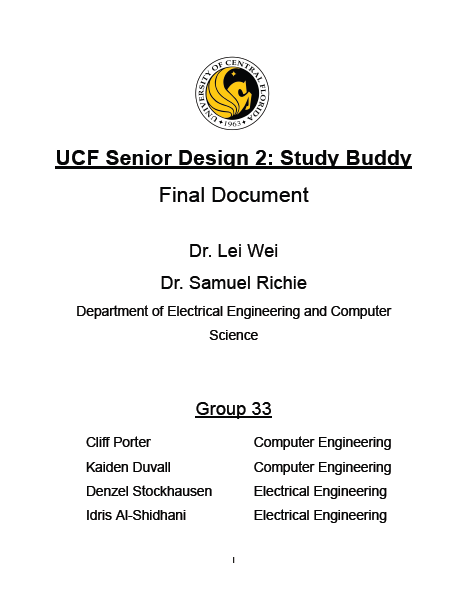 UNIVERSITY OF CENTRAL FLORIDA
1963
UCF Senior Design 2: Study Buddy
Final Document
Dr. Lei Wei
Dr. Samuel Richie
Department of Electrical Engineering and Computer
Science
Group 33
Cliff Porter Computer Engineering
Kaiden Duvall Computer Engineering
Denzel Stockhausen Electrical Engineering
Idris Al-Shidhani Electrical Engineering
I